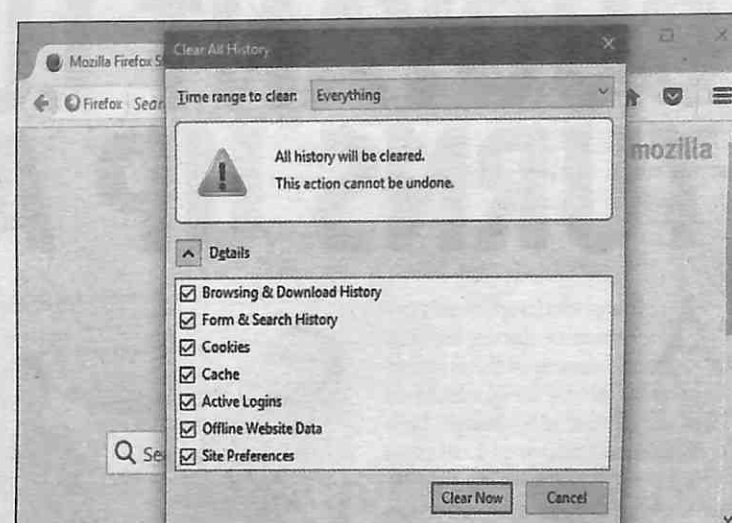 Clear All History
Mozilla Firefox S
Time range to clear: Everything
Firefox Sear
mozilla
All history will be cleared.
This action cannot be undone.
Details
Browsing & Download History
Form & Search History
Cookies
Cache
Active Logins
Offline Website Data
Site Preferences
Se
Clear Now Cancel